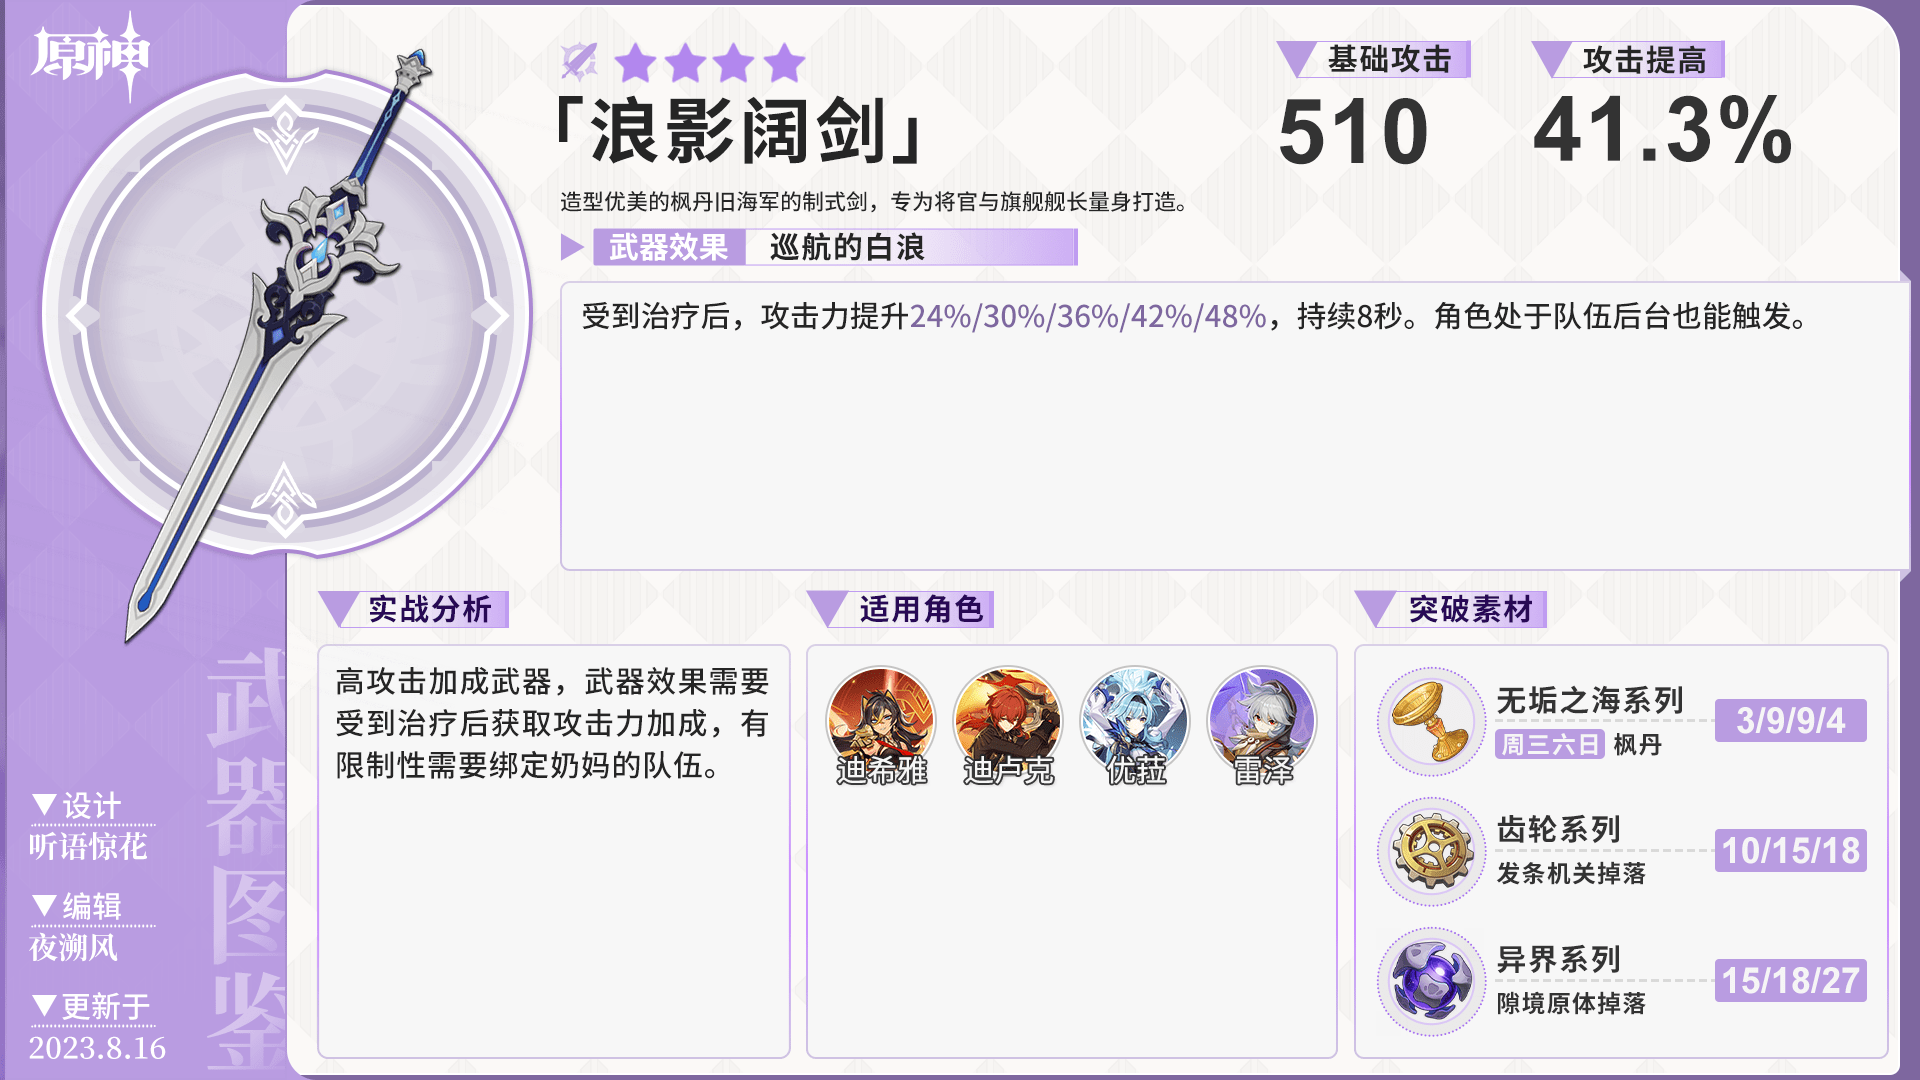 原神
「浪影阔剑」
基础攻击
510
攻击提高
41.3%
造型优美的枫丹旧海军的制式剑，专为将官与旗舰舰长量身打造。
武器效果
巡航的白浪
受到治疗后，攻击力提升24%/30%/36%/42%/48%，持续8秒。角色处于队伍后台也能触发。
实战分析
高攻击加成武器，武器效果需要
受到治疗后获取攻击力加成，有
限制性需要绑定奶妈的队伍。
适用角色
迪希雅
迪卢克
优菈
雷泽
突破素材
无垢之海系列
周三六日 枫丹
3/9/9/4
齿轮系列
发条机关掉落
10/15/18
异界系列
隙境原体掉落
15/18/27
武器图鉴
▼设计
听语惊花
▼编辑
夜溯风
▼更新于
2023.8.16